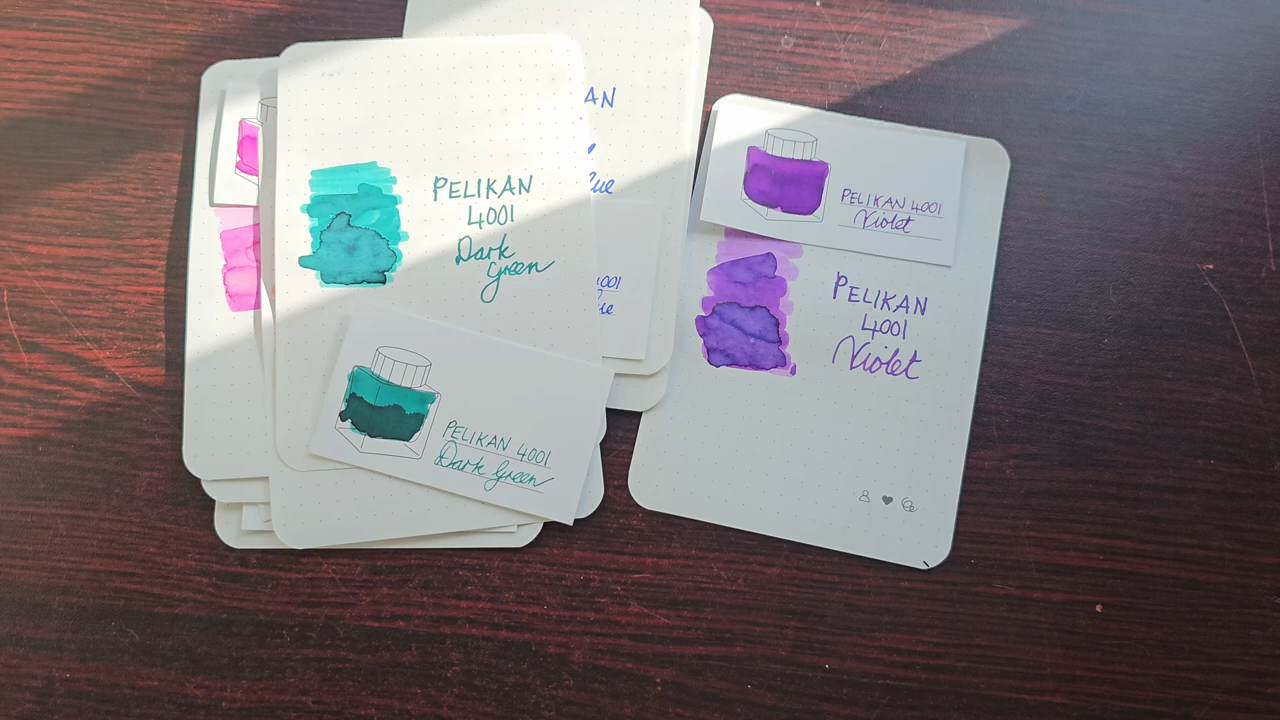 PELIKAN
4001
Dark
Green
PELIKAN 4001
Dark Green
PELIKAN 4001
Violet
PELIKAN
4001
Violet